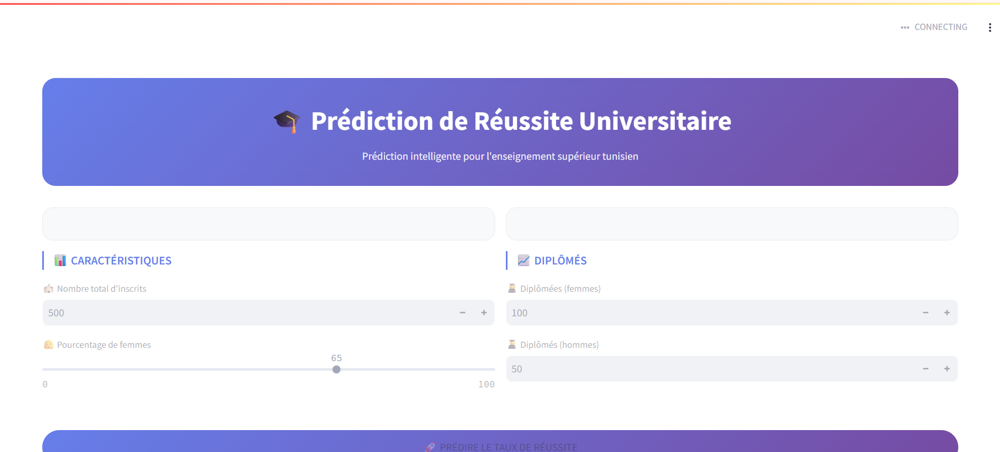 CONNECTING
🎓 Prédiction de Réussite Universitaire
Prédiction intelligente pour l'enseignement supérieur tunisien
📊 CARACTÉRISTIQUES
🏫 Nombre total d'inscrits
500
👩 Pourcentage de femmes
65
0 100
📈 DIPLÔMÉS
👩‍🎓 Diplômées (femmes)
100
👨‍🎓 Diplômés (hommes)
50
🚀 PRÉDIRE LE TAUX DE RÉUSSITE